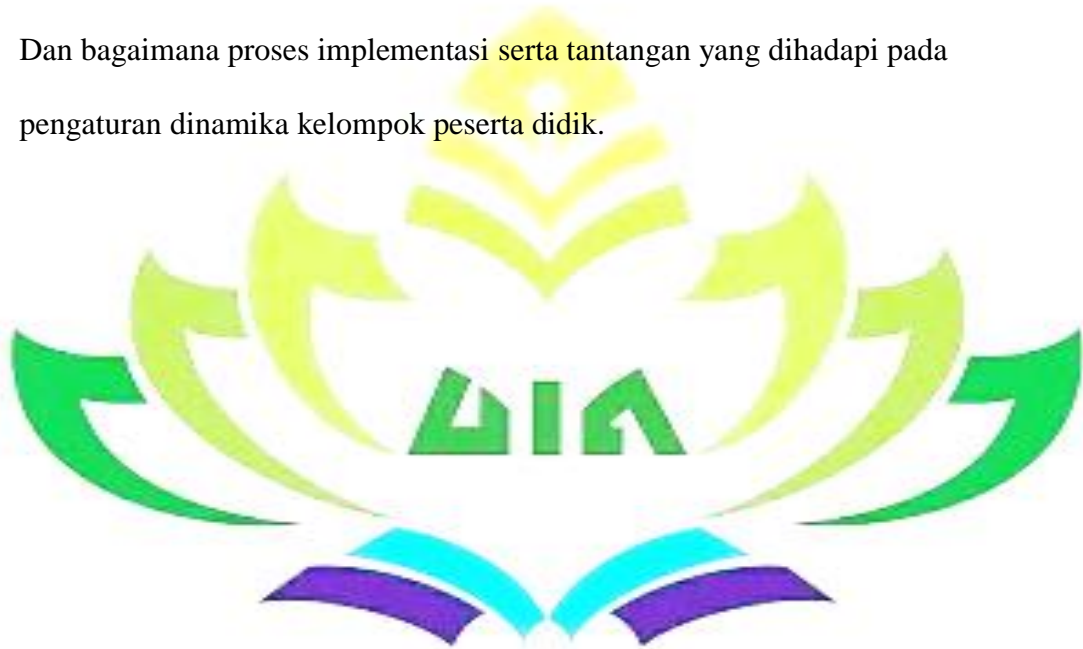 Dan bagaimana proses implementasi serta tantangan yang dihadapi pada
pengaturan dinamika kelompok peserta didik.
UIN